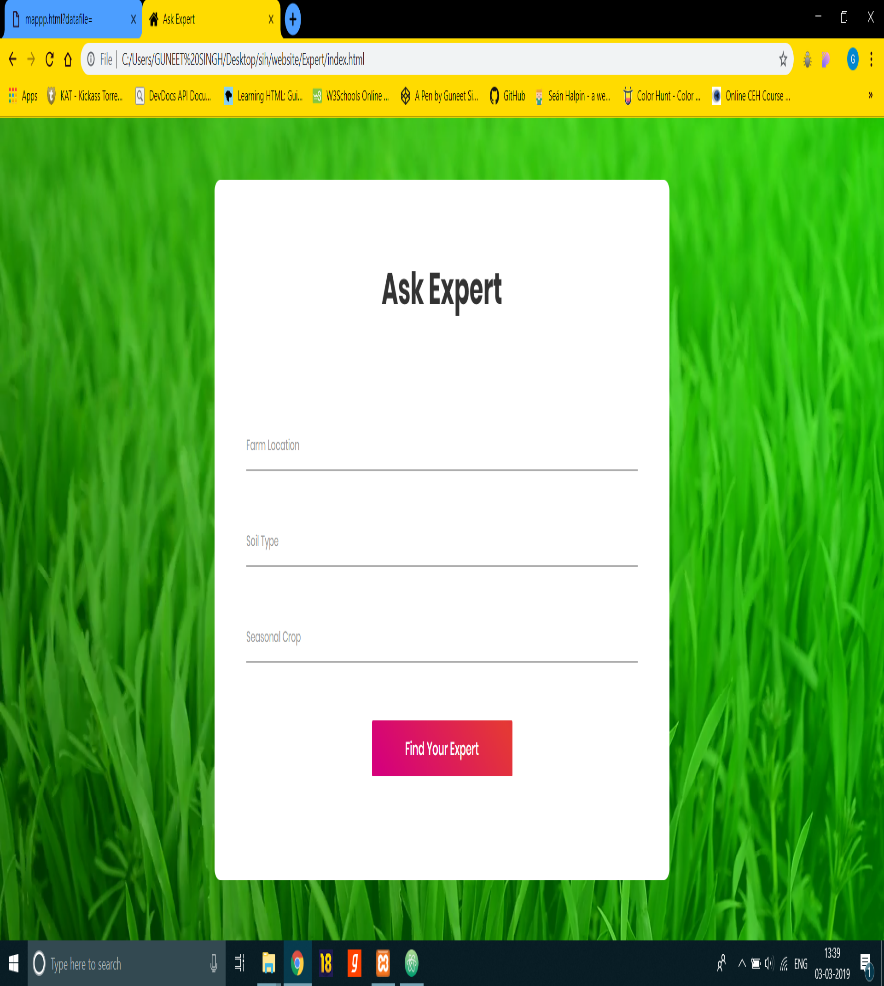 mappp.html?datafile=
Ask Expert
File | C:/Users/GUNEET%20SINGH/Desktop/sih/website/Expert/index.html
G
Apps KAT - Kickass Torre... DevDocs API Docu... Learning HTML: Gui... W3Schools Online ... A Pen by Guneet Si... GitHub Seán Halpin - a we... Color Hunt - Color ... Online CEH Course ... »
Ask Expert
Farm Location
Soil Type
Seasonal Crop
Find Your Expert
Type here to search
18
g
ENG
13:39
03-03-2019
1